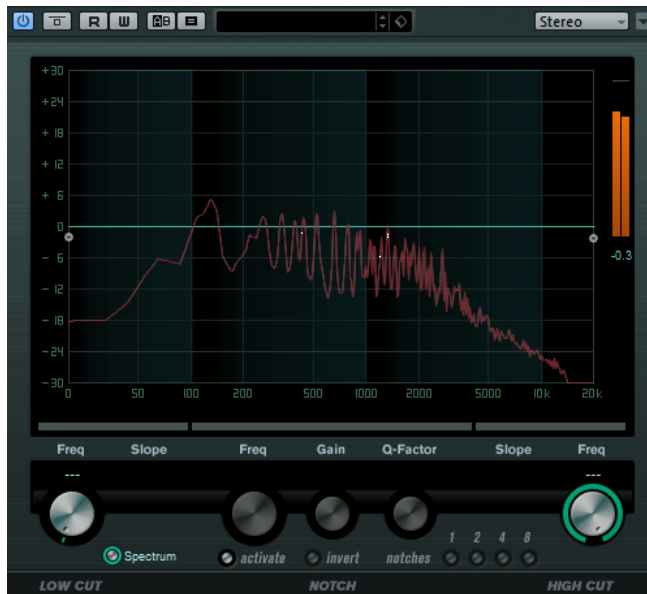 R W AB Stereo
+30
+24
+18
+12
+6
0
-6
-12
-18
-24
-30
-0.3
0 50 100 200 500 1000 2000 5000 10k 20k
Freq Slope Freq Gain Q-Factor Slope Freq
--- ---
1 2 4 8
Spectrum activate invert notches
LOW CUT NOTCH HIGH CUT